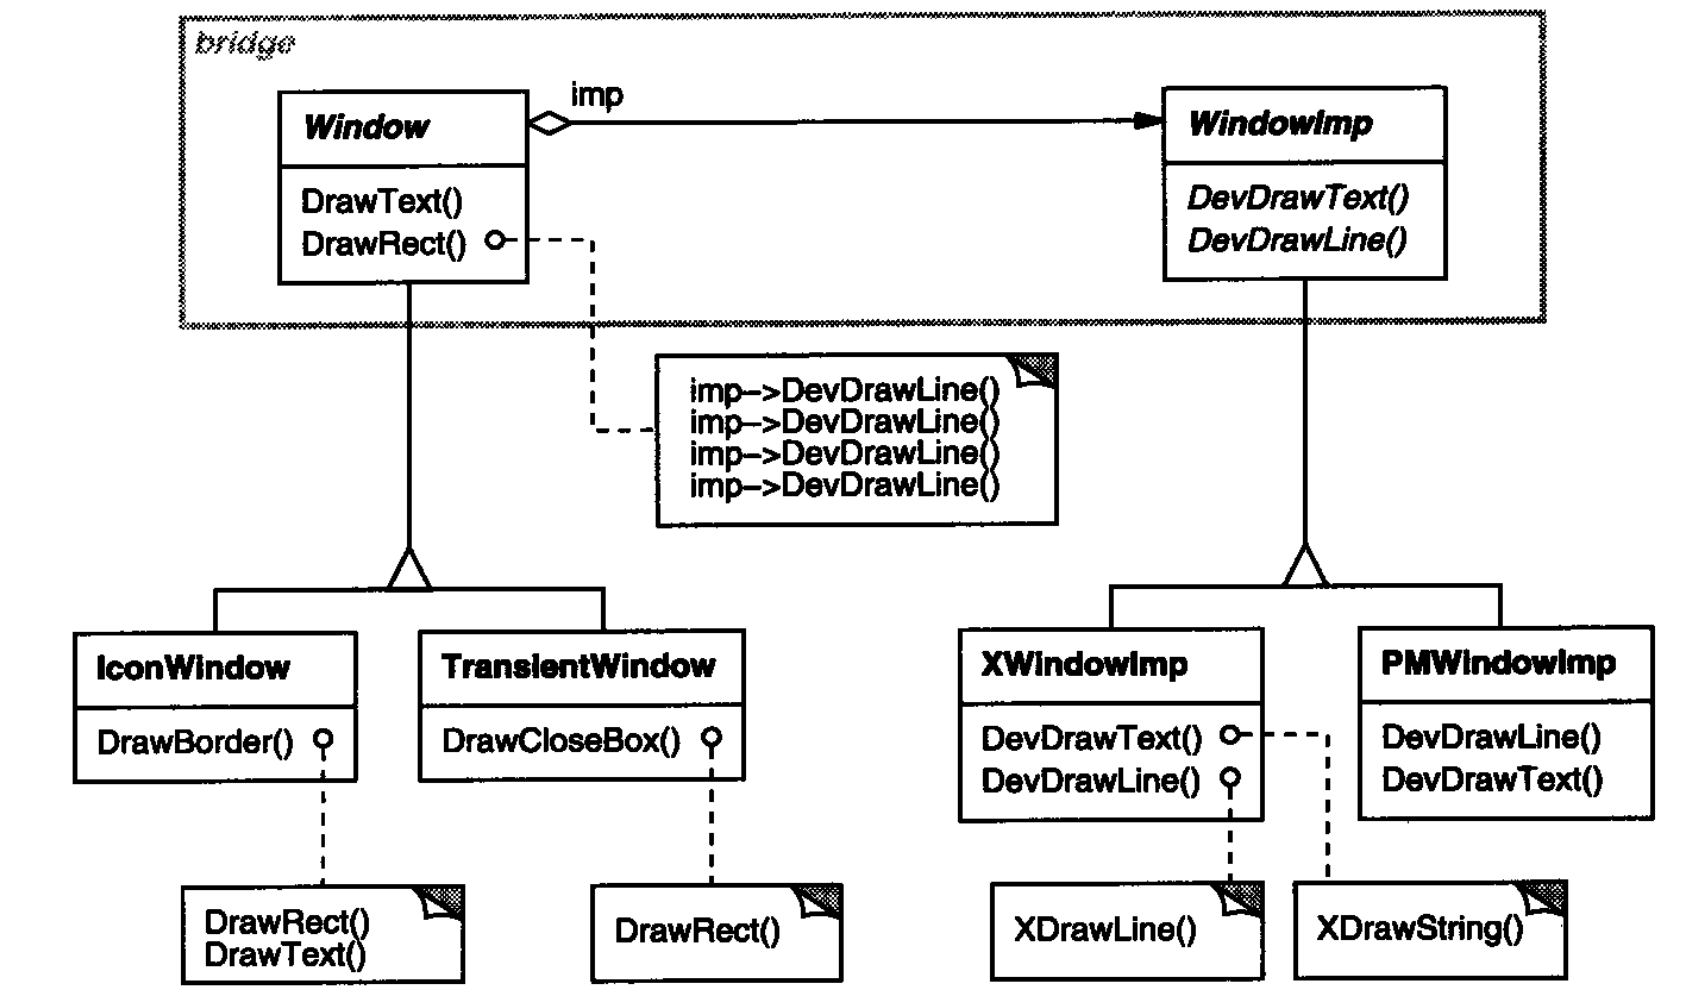 bridge
imp
Window
WindowImp
DrawText()
DrawRect()
DevDrawText()
DevDrawLine()
imp–>DevDrawLine()
imp–>DevDrawLine()
imp–>DevDrawLine()
imp–>DevDrawLine()
IconWindow
TransientWindow
XWindowImp
PMWindowImp
DrawBorder()
DrawCloseBox()
DevDrawText()
DevDrawLine()
DevDrawLine()
DevDrawText()
DrawRect()
DrawText()
DrawRect()
XDrawLine()
XDrawString()